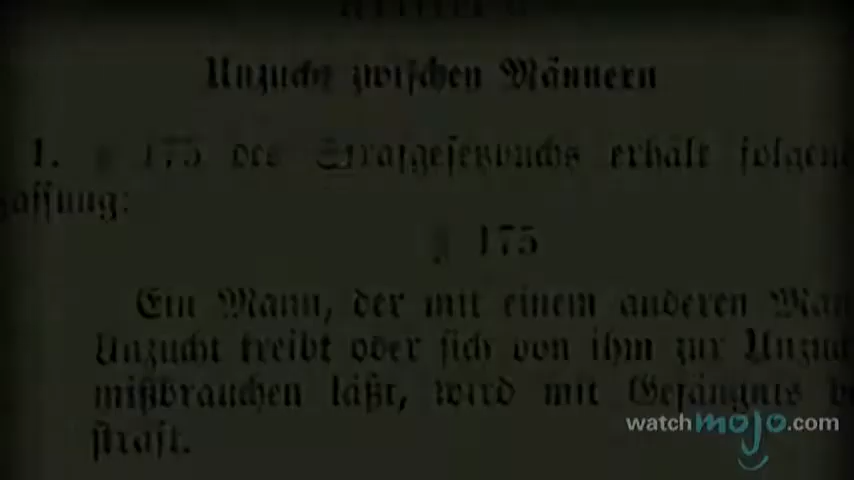 Unzucht zwischen Männern
1. § 175 des Strafgesetzbuchs erhält
§ 175
Ein Mann, der mit einem anderen
Unzucht treibt oder sich von ihm zur
mißbrauchen läßt, wird mit Gefängnis
straft.
watchmojo.com